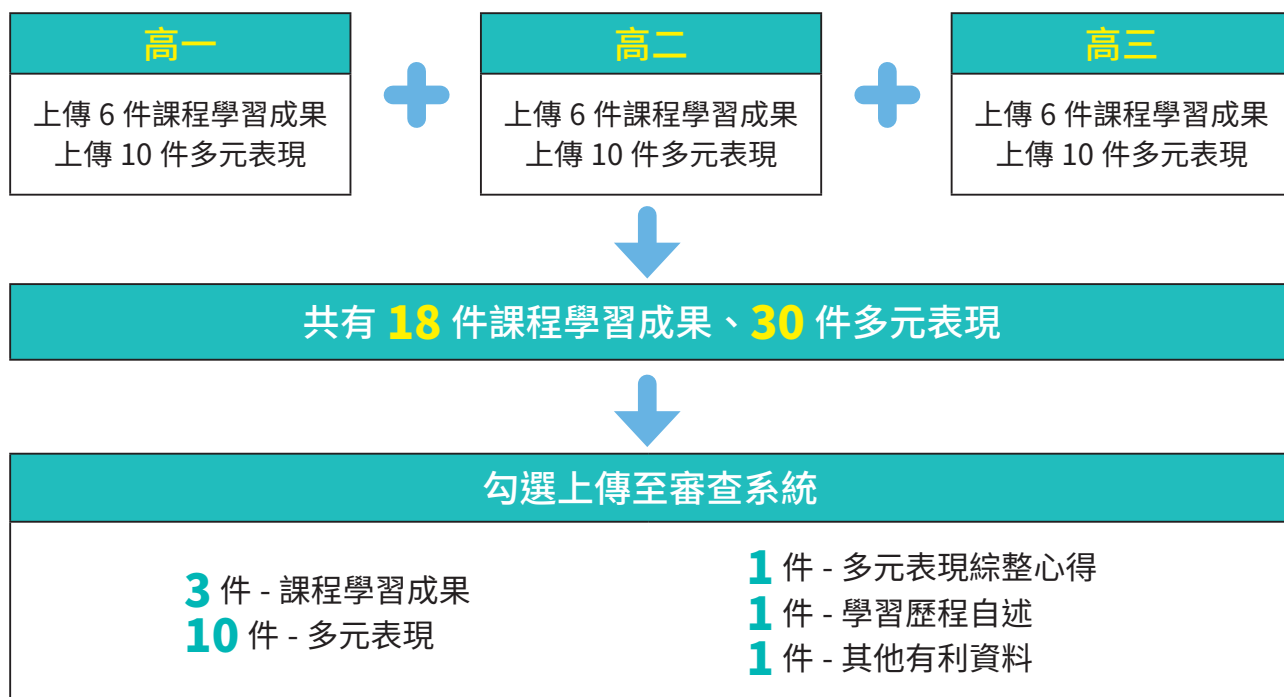 高一
上傳 6 件課程學習成果
上傳 10 件多元表現
高二
上傳 6 件課程學習成果
上傳 10 件多元表現
高三
上傳 6 件課程學習成果
上傳 10 件多元表現
共有 18 件課程學習成果、30 件多元表現
勾選上傳至審查系統
3 件 - 課程學習成果
10 件 - 多元表現
1 件 - 多元表現綜整心得
1 件 - 學習歷程自述
1 件 - 其他有利資料